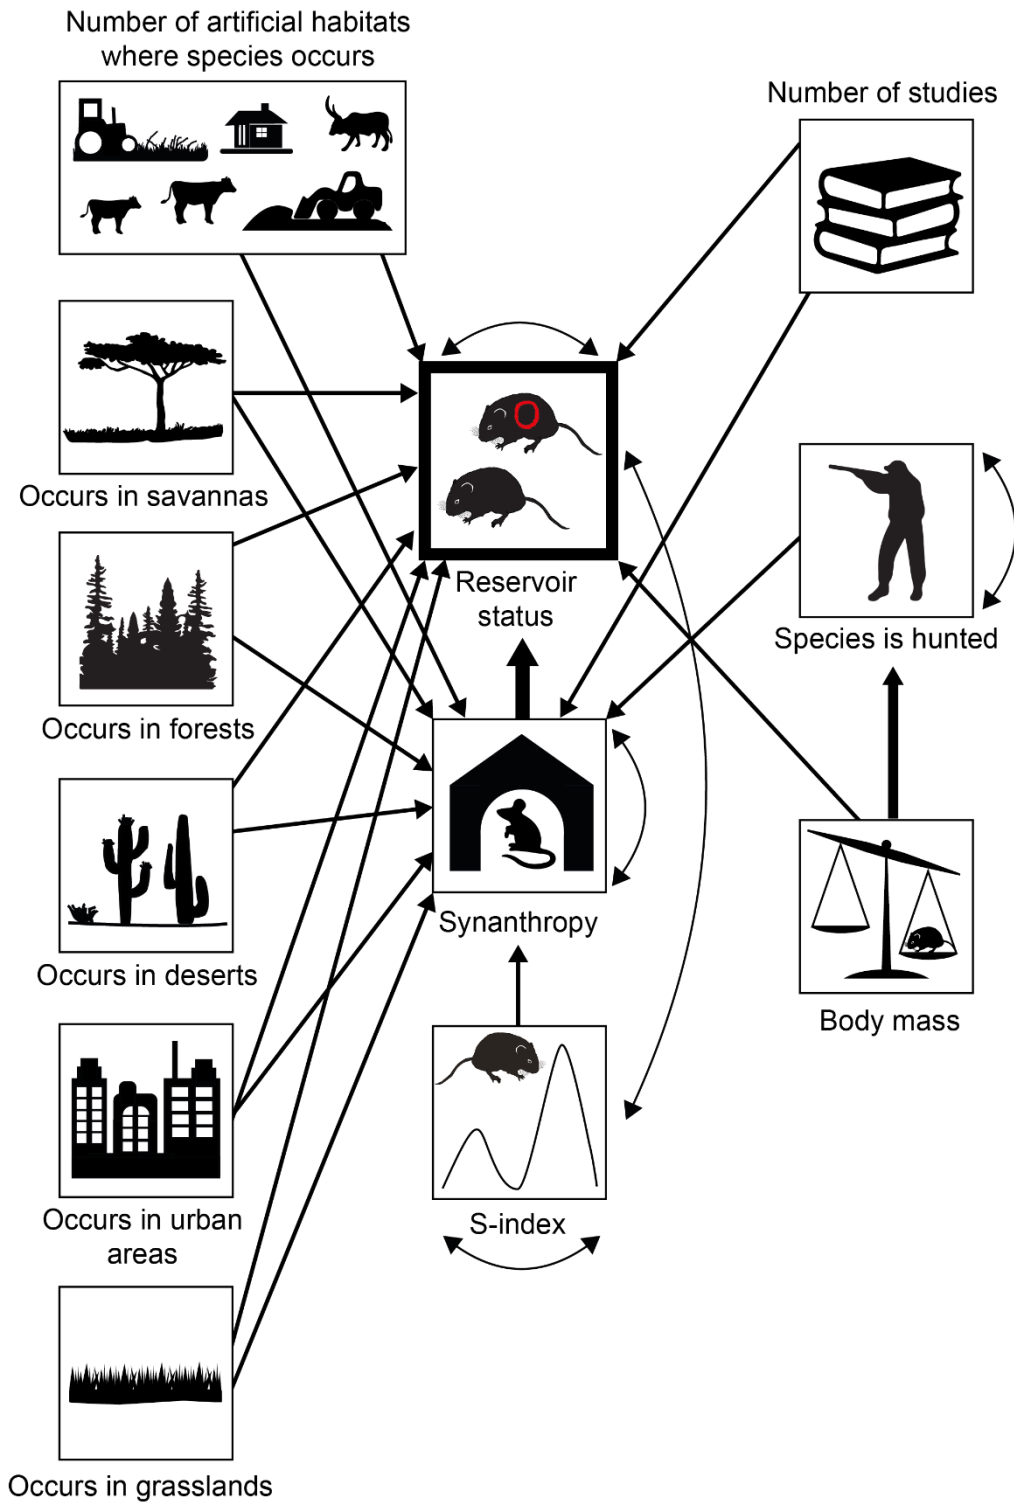 Number of artificial habitats
where species occurs
Number of studies
Occurs in savannas
Reservoir
status
Species is hunted
Occurs in forests
Synanthropy
Occurs in deserts
Body mass
S-index
Occurs in urban
areas
Occurs in grasslands